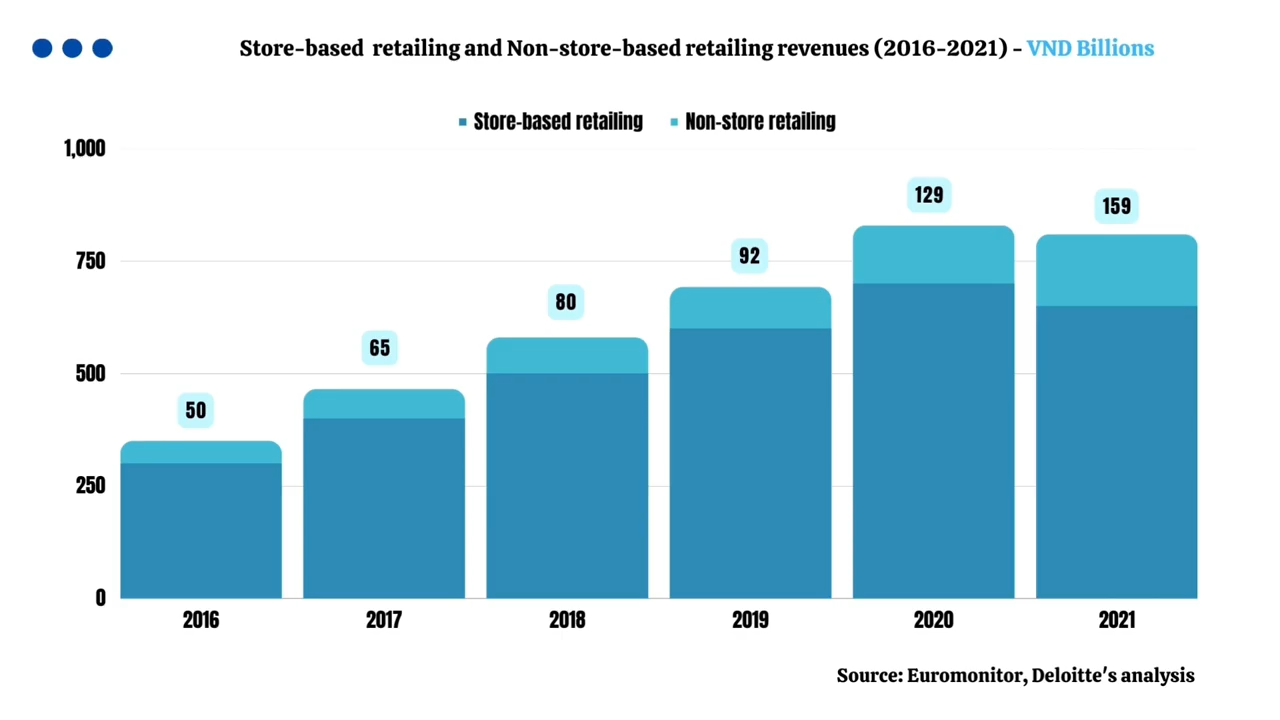 Store-based retailing and Non-store-based retailing revenues (2016-2021) - VND Billions
Store-based retailing Non-store retailing
1,000
750
500
250
0
50
65
80
92
129
159
2016 2017 2018 2019 2020 2021
Source: Euromonitor, Deloitte's analysis